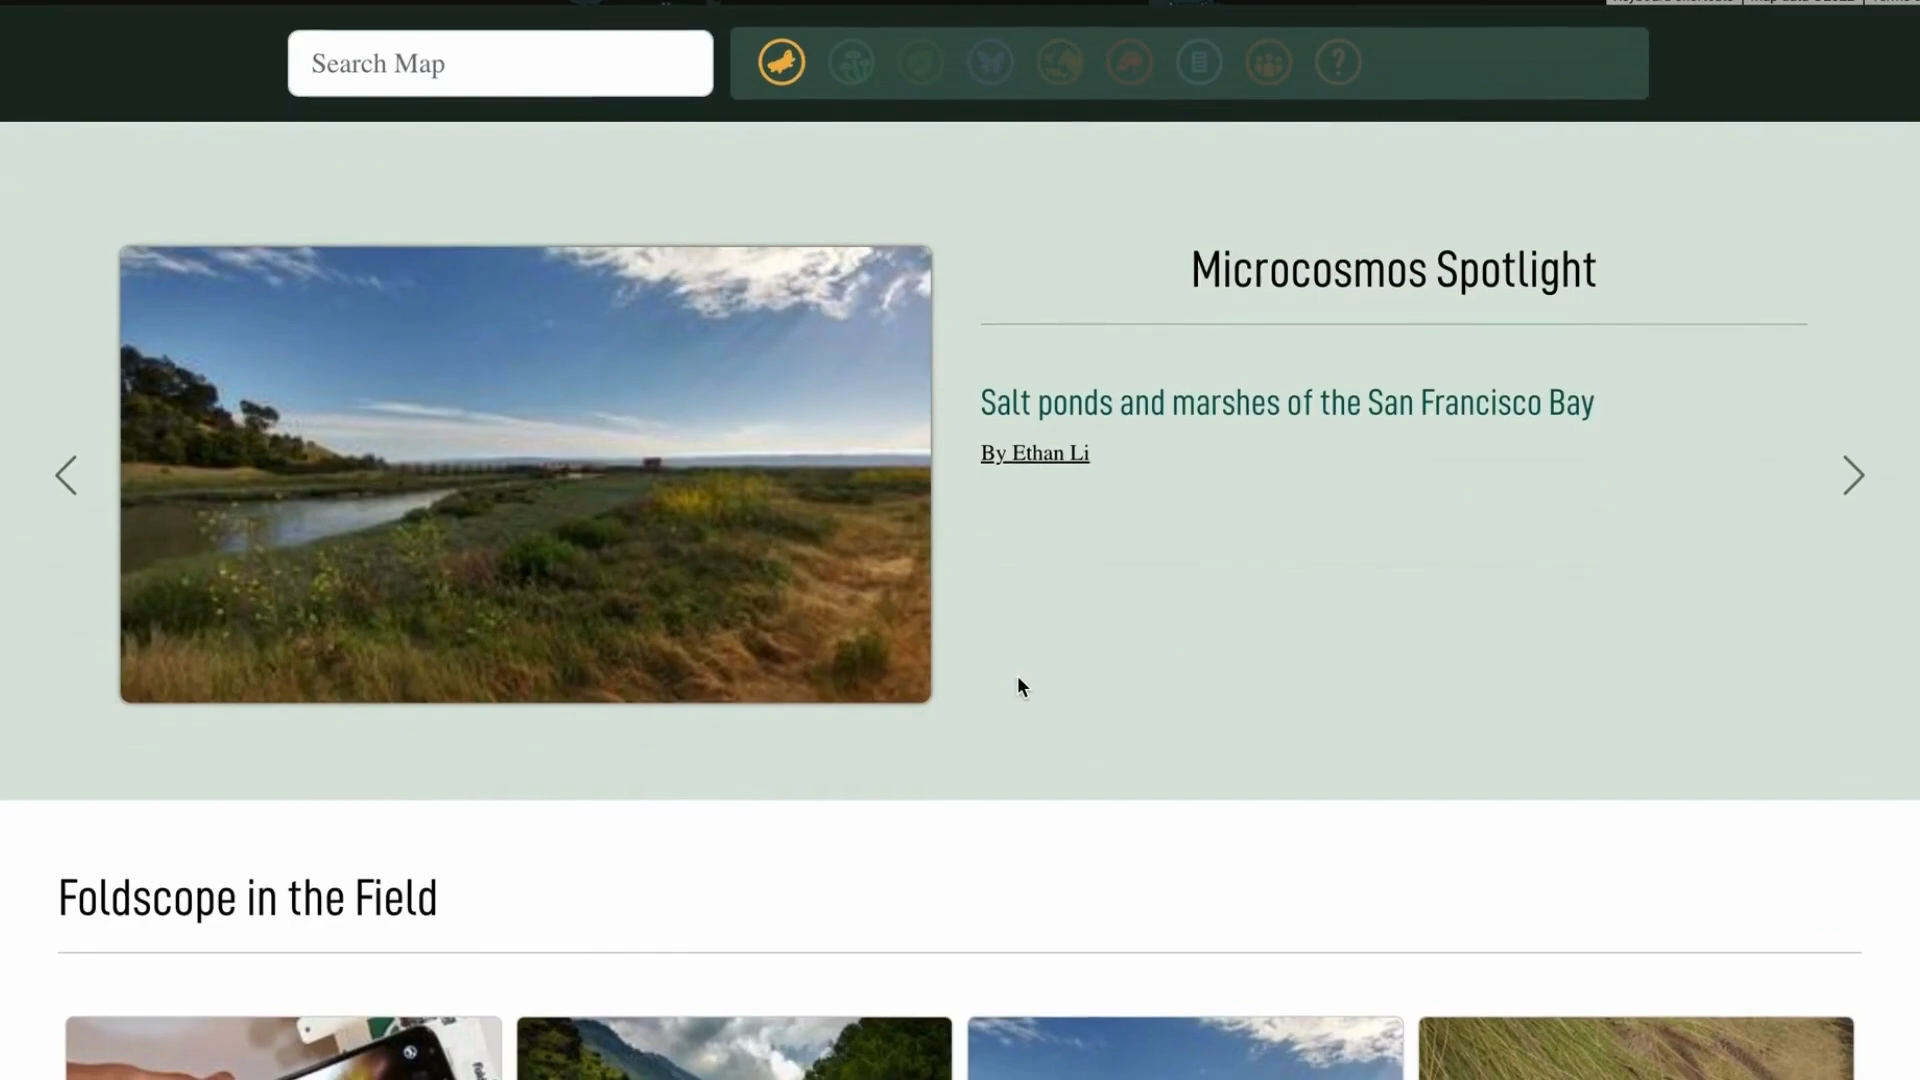 Search Map
?
Microcosmos Spotlight
Salt ponds and marshes of the San Francisco Bay
By Ethan Li
Foldscope in the Field